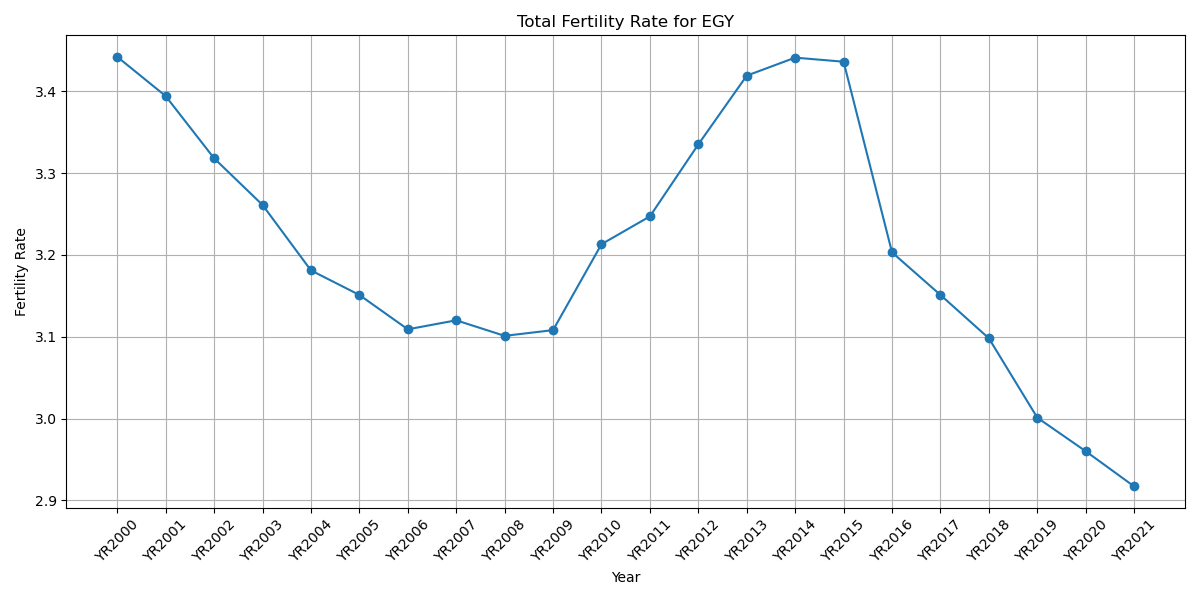 Total Fertility Rate for EGY
Fertility Rate
3.4
3.3
3.2
3.1
3.0
2.9
YR2000
YR2001
YR2002
YR2003
YR2004
YR2005
YR2006
YR2007
YR2008
YR2009
YR2010
YR2011
YR2012
YR2013
YR2014
YR2015
YR2016
YR2017
YR2018
YR2019
YR2020
YR2021
Year